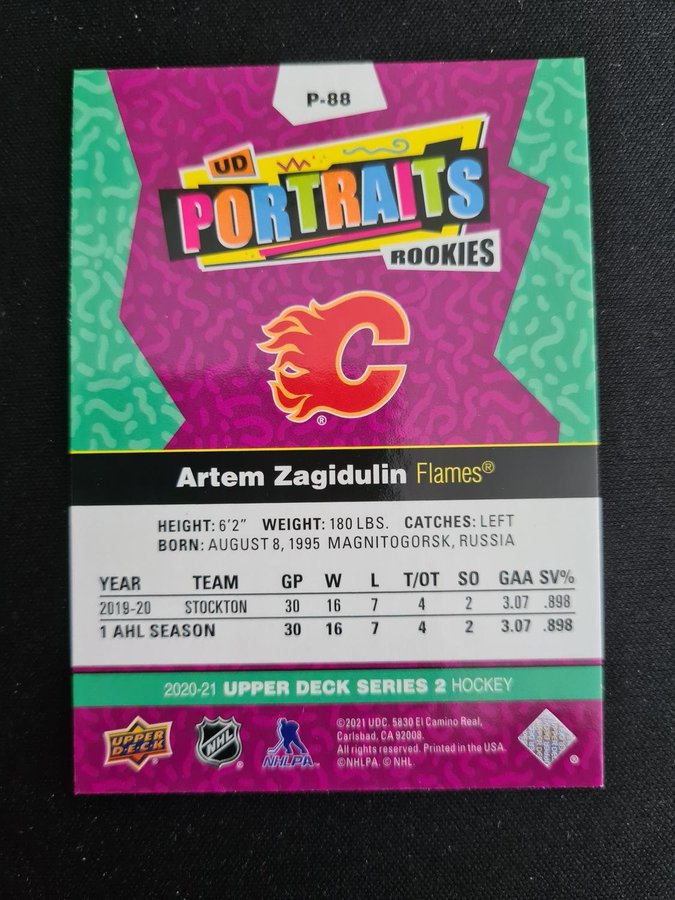 P-88
UD
PORTRAITS
ROOKIES
C
®
Artem Zagidulin Flames®
HEIGHT: 6'2" WEIGHT: 180 LBS. CATCHES: LEFT
BORN: AUGUST 8, 1995 MAGNITOGORSK, RUSSIA
YEAR TEAM GP W L T/OT SO GAA SV%
2019-20 STOCKTON 30 16 7 4 2 3.07 .898
1 AHL SEASON 30 16 7 4 2 3.07 .898
2020-21 UPPER DECK SERIES 2 HOCKEY
©2021 UDC. 5830 El Camino Real,
Carlsbad, CA 92008.
All rights reserved. Printed in the USA.
©NHLPA. © NHL.
UPPER DECK
NHL ®
NHLPA
®